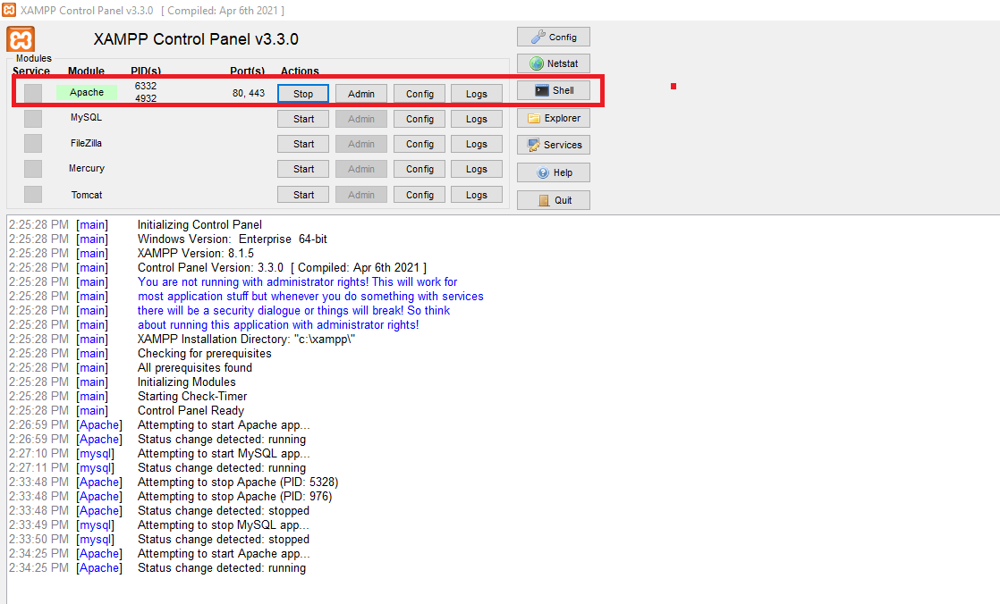 XAMPP Control Panel v3.3.0 [ Compiled: Apr 6th 2021 ]
XAMPP Control Panel v3.3.0
Config
Modules
Service Module PID(s) Port(s) Actions
Netstat
Apache 6332 80, 443 Stop Admin Config Logs
4932
Shell
MySQL Start Admin Config Logs
Explorer
FileZilla Start Admin Config Logs
Services
Mercury Start Admin Config Logs
Help
Tomcat Start Admin Config Logs
Quit
2:25:28 PM [main] Initializing Control Panel
2:25:28 PM [main] Windows Version: Enterprise 64-bit
2:25:28 PM [main] XAMPP Version: 8.1.5
2:25:28 PM [main] Control Panel Version: 3.3.0 [ Compiled: Apr 6th 2021 ]
2:25:28 PM [main] You are not running with administrator rights! This will work for
2:25:28 PM [main] most application stuff but whenever you do something with services
2:25:28 PM [main] there will be a security dialogue or things will break! So think
2:25:28 PM [main] about running this application with administrator rights!
2:25:28 PM [main] XAMPP Installation Directory: "c:\xampp\"
2:25:28 PM [main] Checking for prerequisites
2:25:28 PM [main] All prerequisites found
2:25:28 PM [main] Initializing Modules
2:25:28 PM [main] Starting Check-Timer
2:25:28 PM [main] Control Panel Ready
2:26:59 PM [Apache] Attempting to start Apache app...
2:26:59 PM [Apache] Status change detected: running
2:27:10 PM [mysql] Attempting to start MySQL app...
2:27:11 PM [mysql] Status change detected: running
2:33:48 PM [Apache] Attempting to stop Apache (PID: 5328)
2:33:48 PM [Apache] Attempting to stop Apache (PID: 976)
2:33:48 PM [Apache] Status change detected: stopped
2:33:49 PM [mysql] Attempting to stop MySQL app...
2:33:50 PM [mysql] Status change detected: stopped
2:34:25 PM [Apache] Attempting to start Apache app...
2:34:25 PM [Apache] Status change detected: running